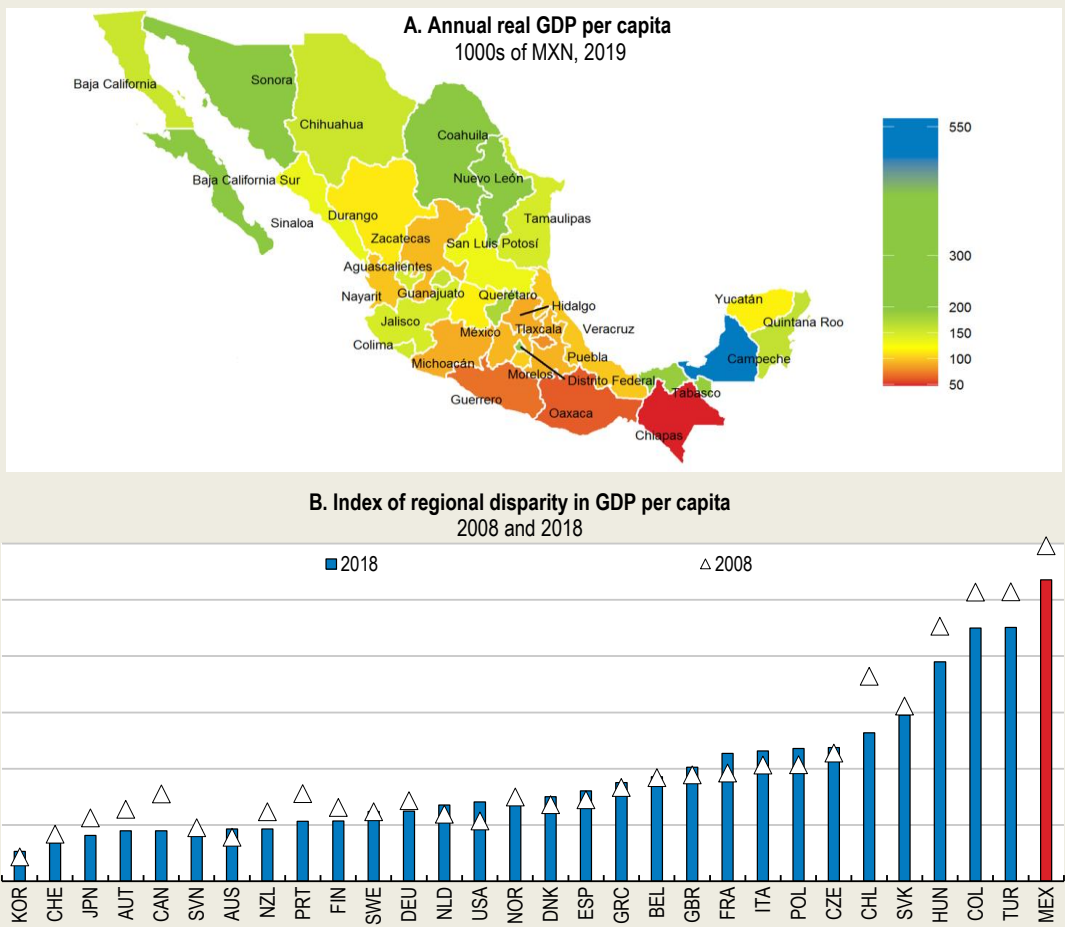 A. Annual real GDP per capita
1000s of MXN, 2019
Baja California
Sonora
Chihuahua
Coahuila
Baja California Sur
Nuevo León
Sinaloa
Durango
Tamaulipas
Zacatecas
San Luis Potosí
Aguascalientes
Nayarit
Guanajuato
Querétaro
Hidalgo
Yucatán
Jalisco
México
Tlaxcala
Veracruz
Quintana Roo
Colima
Michoacán
Puebla
Campeche
Morelos
Distrito Federal
Tabasco
Guerrero
Oaxaca
Chiapas
550
300
200
150
100
50
B. Index of regional disparity in GDP per capita
2008 and 2018
2018
2008
KOR
CHE
JPN
AUT
CAN
SVN
AUS
NZL
PRT
FIN
SWE
DEU
NLD
USA
NOR
DNK
ESP
GRC
BEL
GBR
FRA
ITA
POL
CZE
CHL
SVK
HUN
COL
TUR
MEX